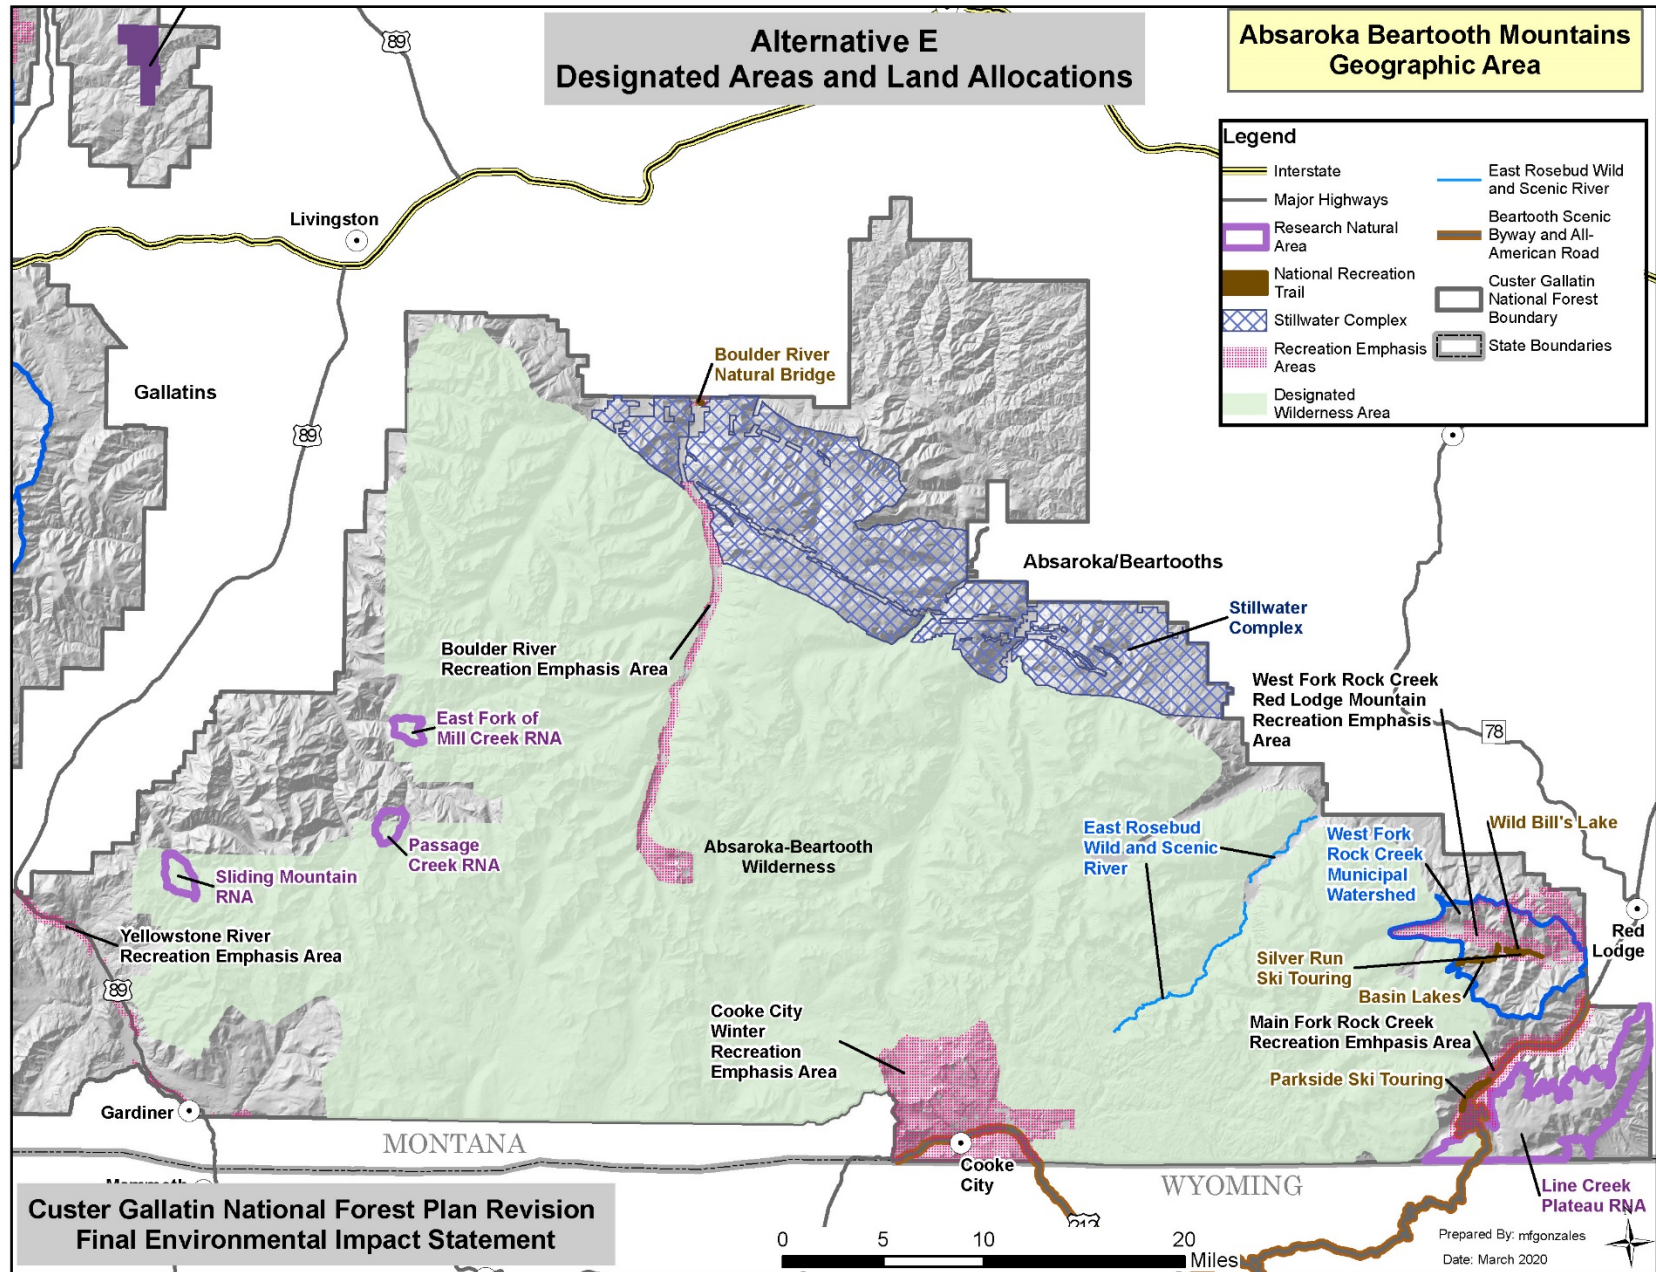 Alternative E
Designated Areas and Land Allocations
Absaroka Beartooth Mountains
Geographic Area
Legend
Interstate
Major Highways
Research Natural
Area
National Recreation
Trail
Stillwater Complex
Recreation Emphasis
Areas
Designated
Wilderness Area
East Rosebud Wild
and Scenic River
Beartooth Scenic
Byway and All-
American Road
Custer Gallatin
National Forest
Boundary
State Boundaries
89
Livingston
Gallatins
89
Boulder River
Natural Bridge
Absaroka/Beartooths
Stillwater
Complex
Boulder River
Recreation Emphasis Area
West Fork Rock Creek
Red Lodge Mountain
Recreation Emphasis
Area
78
East Fork of
Mill Creek RNA
Passage
Creek RNA
Sliding Mountain
RNA
Absaroka-Beartooth
Wilderness
East Rosebud
Wild and Scenic
River
West Fork
Rock Creek
Municipal
Watershed
Wild Bill's Lake
Red
Lodge
Yellowstone River
Recreation Emphasis Area
89
Silver Run
Ski Touring
Basin Lakes
Cooke City
Winter
Recreation
Emphasis Area
Main Fork Rock Creek
Recreation Emhpasis Area
Parkside Ski Touring
Gardiner
MONTANA
Cooke
City
WYOMING
Line Creek
Plateau RNA
212
Custer Gallatin National Forest Plan Revision
Final Environmental Impact Statement
0 5 10 20
Miles
Prepared By: mfgonzales
Date: March 2020